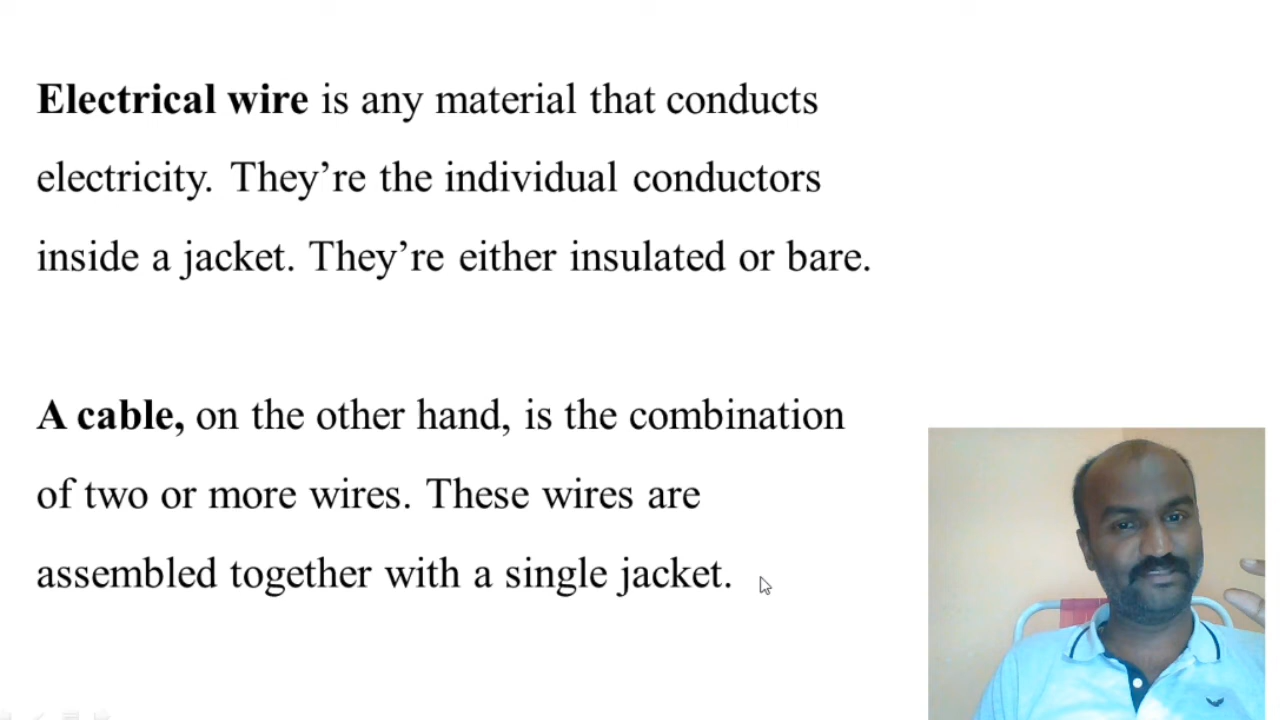 Electrical wire is any material that conducts
electricity. They’re the individual conductors
inside a jacket. They’re either insulated or bare.
A cable, on the other hand, is the combination
of two or more wires. These wires are
assembled together with a single jacket.